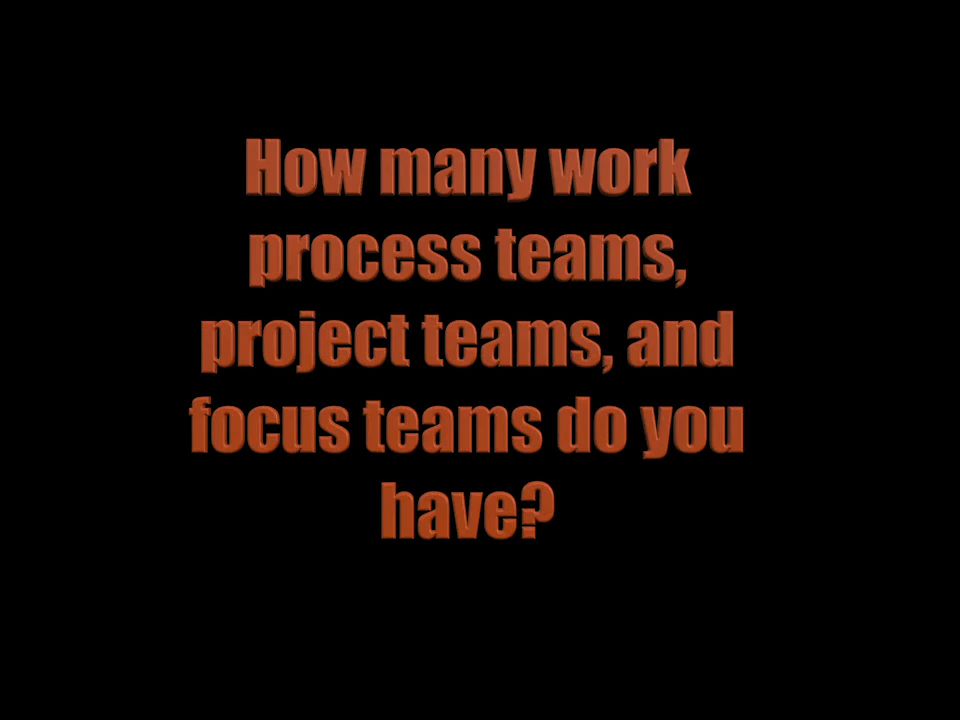 How many work
process teams,
project teams, and
focus teams do you
have?